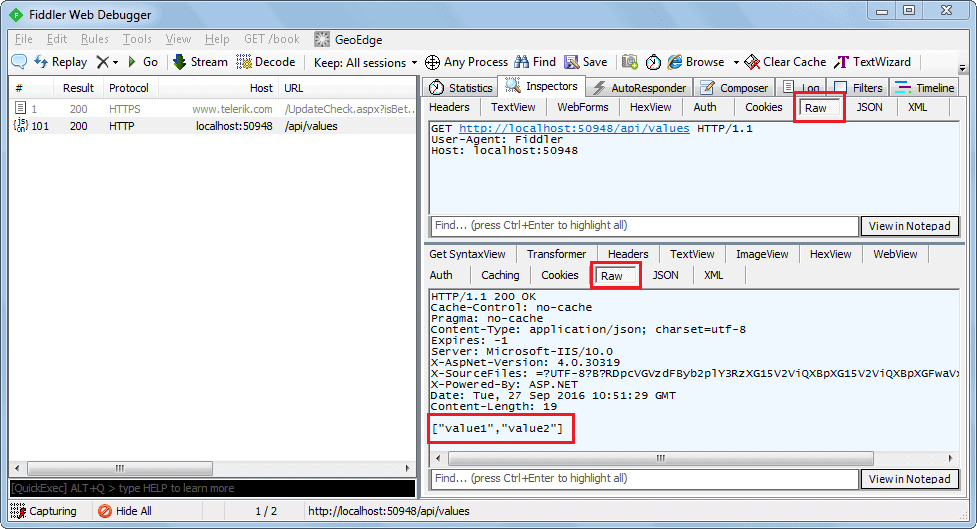 Fiddler Web Debugger
File Edit Rules Tools View Help GET /book GeoEdge
Replay X Go Stream Decode Keep: All sessions Any Process Find Save Browse Clear Cache TextWizard
# Result Protocol Host URL
1 200 HTTPS www.telerik.com /UpdateCheck.aspx?isBet...
101 200 HTTP localhost:50948 /api/values
Statistics Inspectors AutoResponder Composer Log Filters Timeline
Headers TextView WebForms HexView Auth Cookies Raw JSON XML
GET http://localhost:50948/api/values HTTP/1.1
User-Agent: Fiddler
Host: localhost:50948
Find... (press Ctrl+Enter to highlight all) View in Notepad
Get SyntaxView Transformer Headers TextView ImageView HexView WebView
Auth Caching Cookies Raw JSON XML
HTTP/1.1 200 OK
Cache-Control: no-cache
Pragma: no-cache
Content-Type: application/json; charset=utf-8
Expires: -1
Server: Microsoft-IIS/10.0
X-AspNet-Version: 4.0.30319
X-SourceFiles: =?UTF-8?B?RDpcVGVzdFByb2plY3RzXG15V2ViQXBpXG15V2ViQXBpXGFwaVx
X-Powered-By: ASP.NET
Date: Tue, 27 Sep 2016 10:51:29 GMT
Content-Length: 19
["value1","value2"]
Find... (press Ctrl+Enter to highlight all) View in Notepad
[QuickExec] ALT+Q > type HELP to learn more
Capturing Hide All 1 / 2 http://localhost:50948/api/values